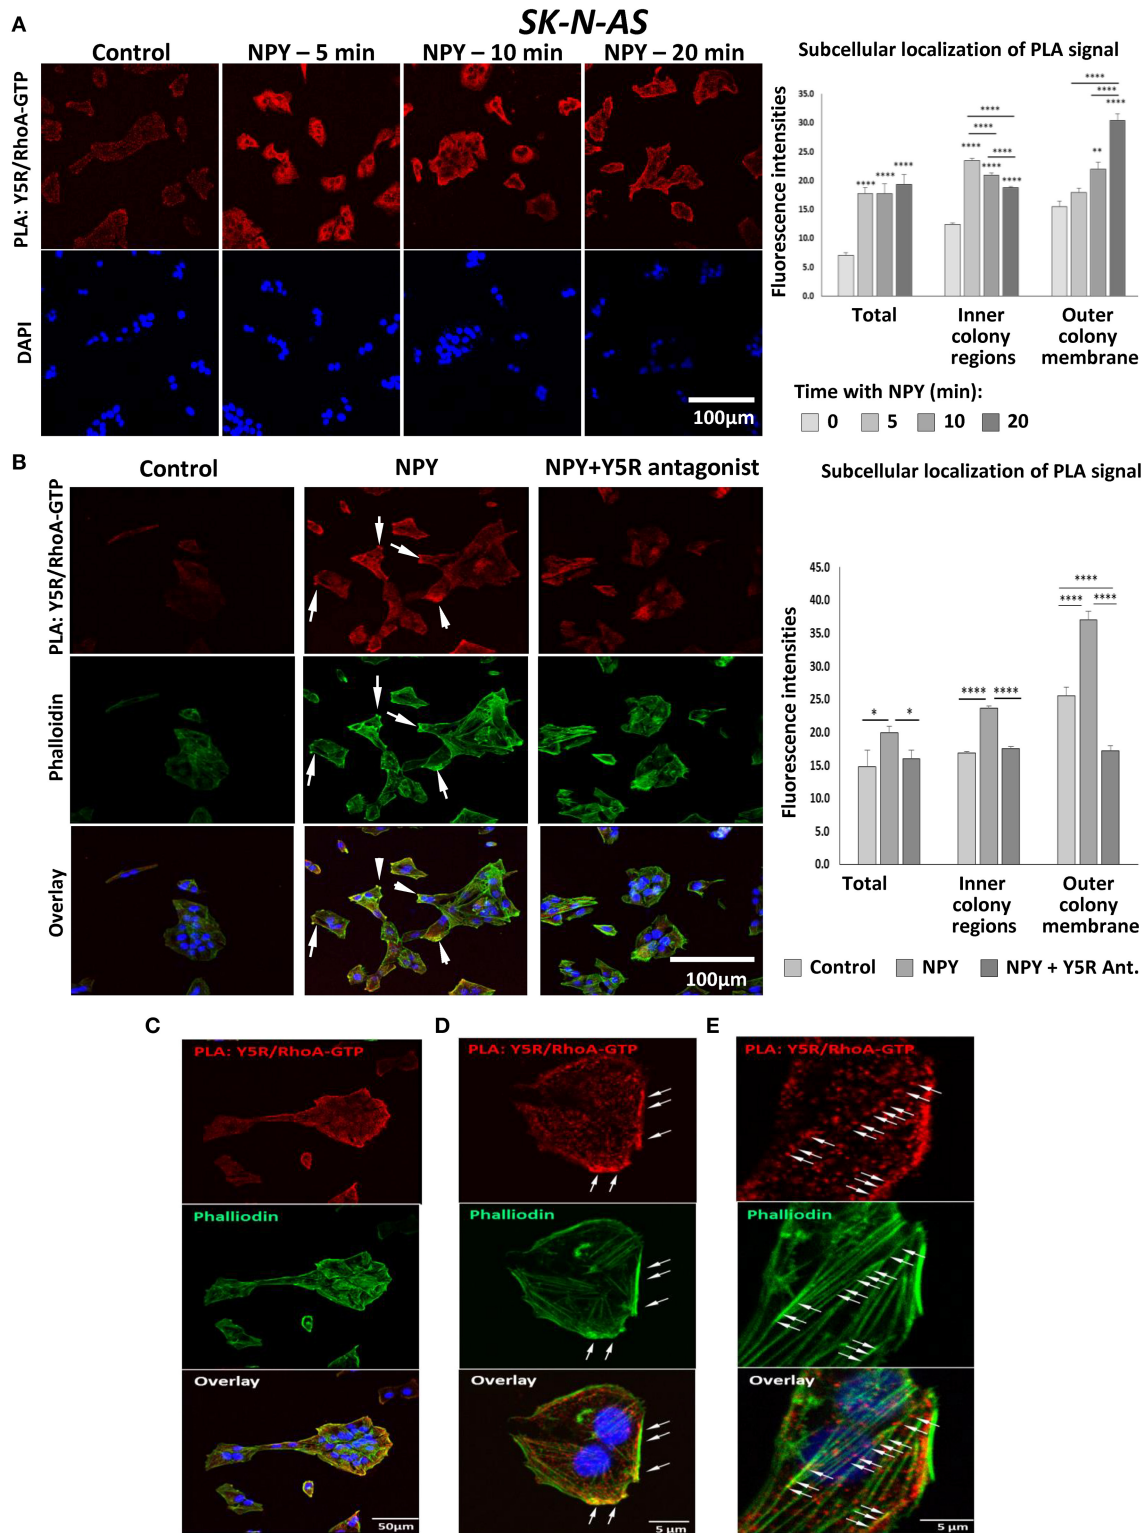 A
SK-N-AS
Control
NPY – 5 min
NPY – 10 min
NPY – 20 min
PLA: Y5R/RhoA-GTP
DAPI
100µm
Subcellular localization of PLA signal
Fluorescence intensities
35.0
30.0
25.0
20.0
15.0
10.0
5.0
0.0
****
****
****
****
****
****
****
****
****
****
****
**
****
Total
Inner colony regions
Outer colony membrane
Time with NPY (min):
0 5 10 20
B
Control
NPY
NPY+Y5R antagonist
PLA: Y5R/RhoA-GTP
Phalloidin
Overlay
100µm
Subcellular localization of PLA signal
Fluorescence intensities
45.0
40.0
35.0
30.0
25.0
20.0
15.0
10.0
5.0
0.0
*
*
****
****
****
****
****
Total
Inner colony regions
Outer colony membrane
Control NPY NPY + Y5R Ant.
C
PLA: Y5R/RhoA-GTP
Phalliodin
Overlay
50µm
D
PLA: Y5R/RhoA-GTP
Phalliodin
Overlay
5 µm
E
PLA: Y5R/RhoA-GTP
Phalliodin
Overlay
5 µm